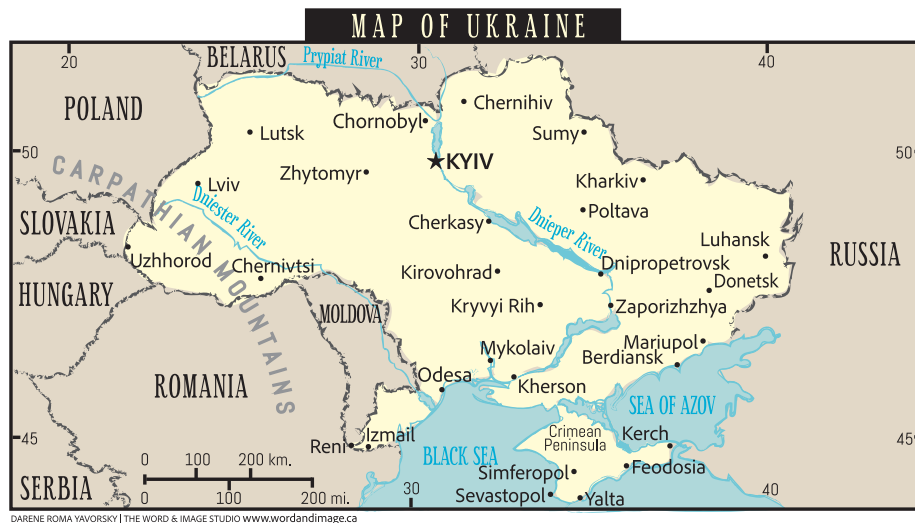 MAP OF UKRAINE
20
BELARUS
Prypiat River
30
40
POLAND
Chornobyl
Chernihiv
Lutsk
Sumy
50
KYIV
50
CARPATHIAN MOUNTAINS
Zhytomyr
Kharkiv
Lviv
Dniester River
Poltava
SLOVAKIA
Cherkasy
Dnieper River
Luhansk
RUSSIA
Uzhhorod
Chernivtsi
Kirovohrad
Dnipropetrovsk
Donetsk
HUNGARY
MOLDOVA
Kryvyi Rih
Zaporizhzhya
Mykolaiv
Mariupol
Berdiansk
ROMANIA
Odesa
Kherson
SEA OF AZOV
45
Reni
Izmail
Crimean
Peninsula
Kerch
45
BLACK SEA
0 100 200 km.
Simferopol
Feodosia
SERBIA
0 100 200 mi.
30
Sevastopol
Yalta
40
DARENE ROMA YAVORSKY | THE WORD & IMAGE STUDIO www.wordandimage.ca